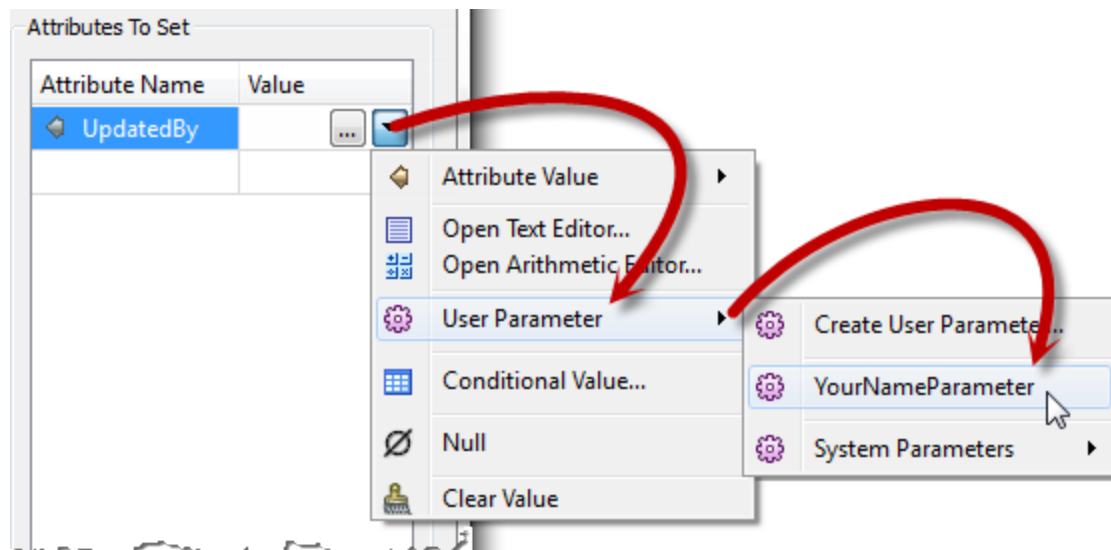 Attributes To Set
Attribute Name Value
UpdatedBy ...
Attribute Value
Open Text Editor...
Open Arithmetic Editor...
User Parameter
Create User Parameter...
Conditional Value...
YourNameParameter
Null
System Parameters
Clear Value